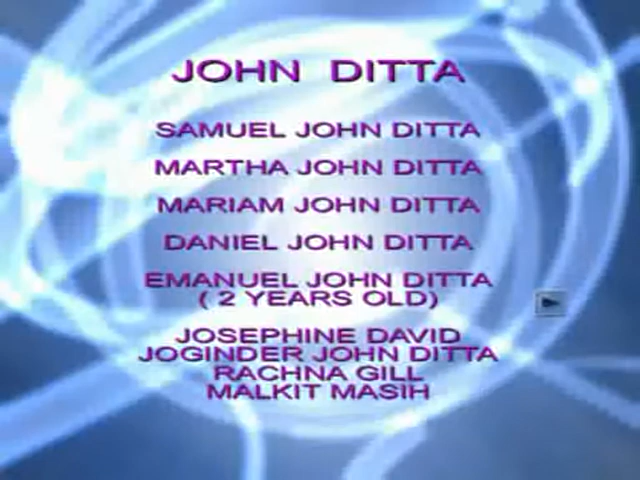 JOHN DITTA
SAMUEL JOHN DITTA
MARTHA JOHN DITTA
MARIAM JOHN DITTA
DANIEL JOHN DITTA
EMANUEL JOHN DITTA
( 2 YEARS OLD)
JOSEPHINE DAVID
JOGINDER JOHN DITTA
RACHNA GILL
MALKIT MASIH